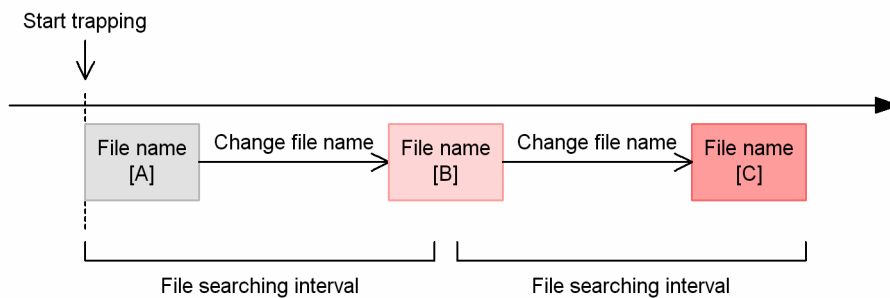 Start trapping
File name
[A]
Change file name
File name
[B]
Change file name
File name
[C]
File searching interval
File searching interval